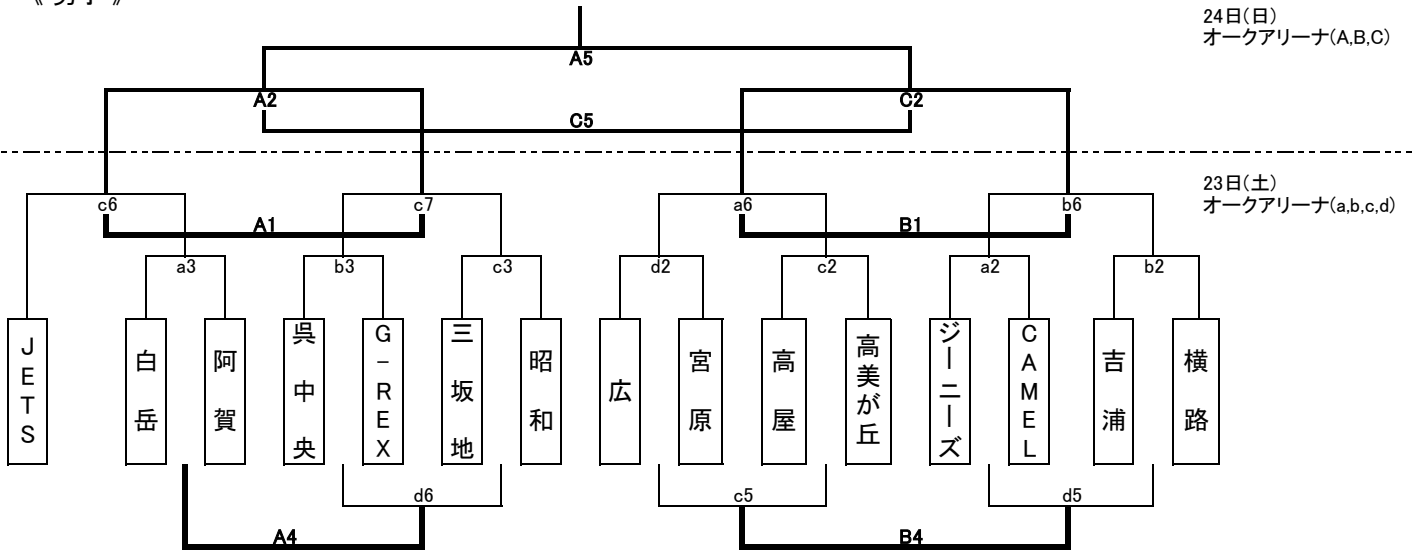 《男子》
24日(日)
オークアリーナ(A,B,C)
A5
A2
C2
C5
23日(土)
オークアリーナ(a,b,c,d)
c6
c7
a6
b6
A1
B1
a3
b3
c3
d2
c2
a2
b2
JETS
白岳
阿賀
呉中央
G-REX
三坂地
昭和
広
宮原
高屋
高美が丘
ジーニーズ
CAMEL
吉浦
横路
d6
c5
d5
A4
B4